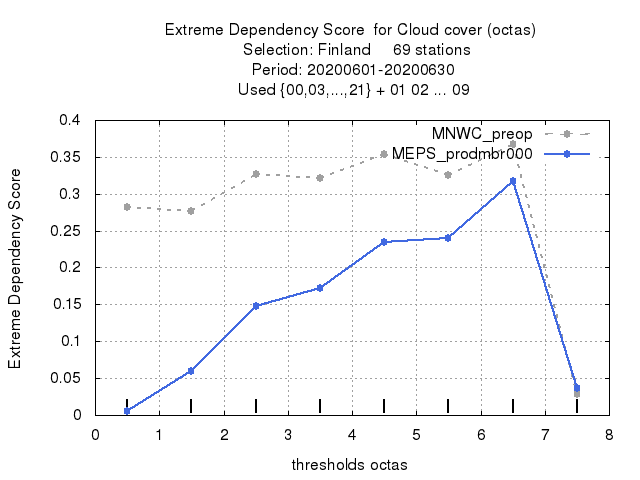 Extreme Dependency Score  for Cloud cover (octas)
Selection: Finland     69 stations
Period: 20200601-20200630
Used {00,03,...,21} + 01 02 ... 09
MNWC_preop
MEPS_prodmbr000
Extreme Dependency Score
0.4
0.35
0.3
0.25
0.2
0.15
0.1
0.05
0
0 1 2 3 4 5 6 7 8
thresholds octas